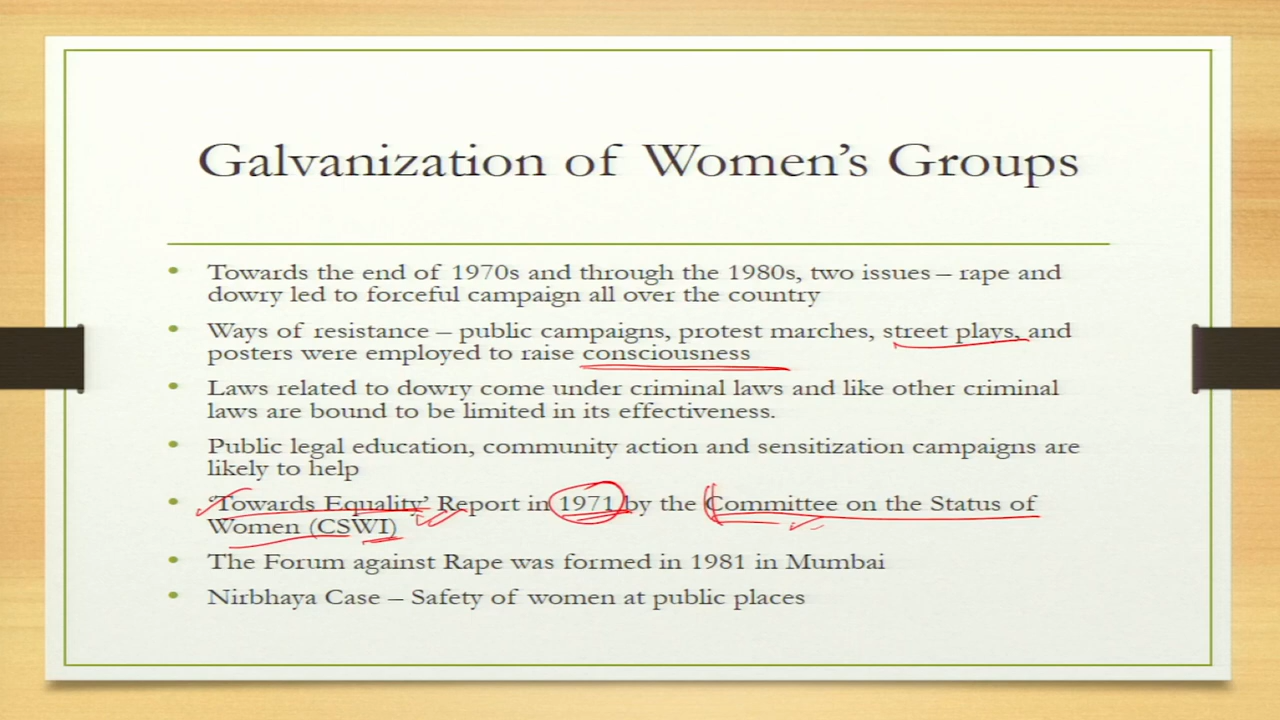 Galvanization of Women's Groups
• Towards the end of 1970s and through the 1980s, two issues – rape and
dowry led to forceful campaign all over the country
• Ways of resistance – public campaigns, protest marches, street plays, and
posters were employed to raise consciousness
• Laws related to dowry come under criminal laws and like other criminal
laws are bound to be limited in its effectiveness.
• Public legal education, community action and sensitization campaigns are
likely to help
• 'Towards Equality' Report in 1971 by the Committee on the Status of
Women (CSWI)
• The Forum against Rape was formed in 1981 in Mumbai
• Nirbhaya Case – Safety of women at public places